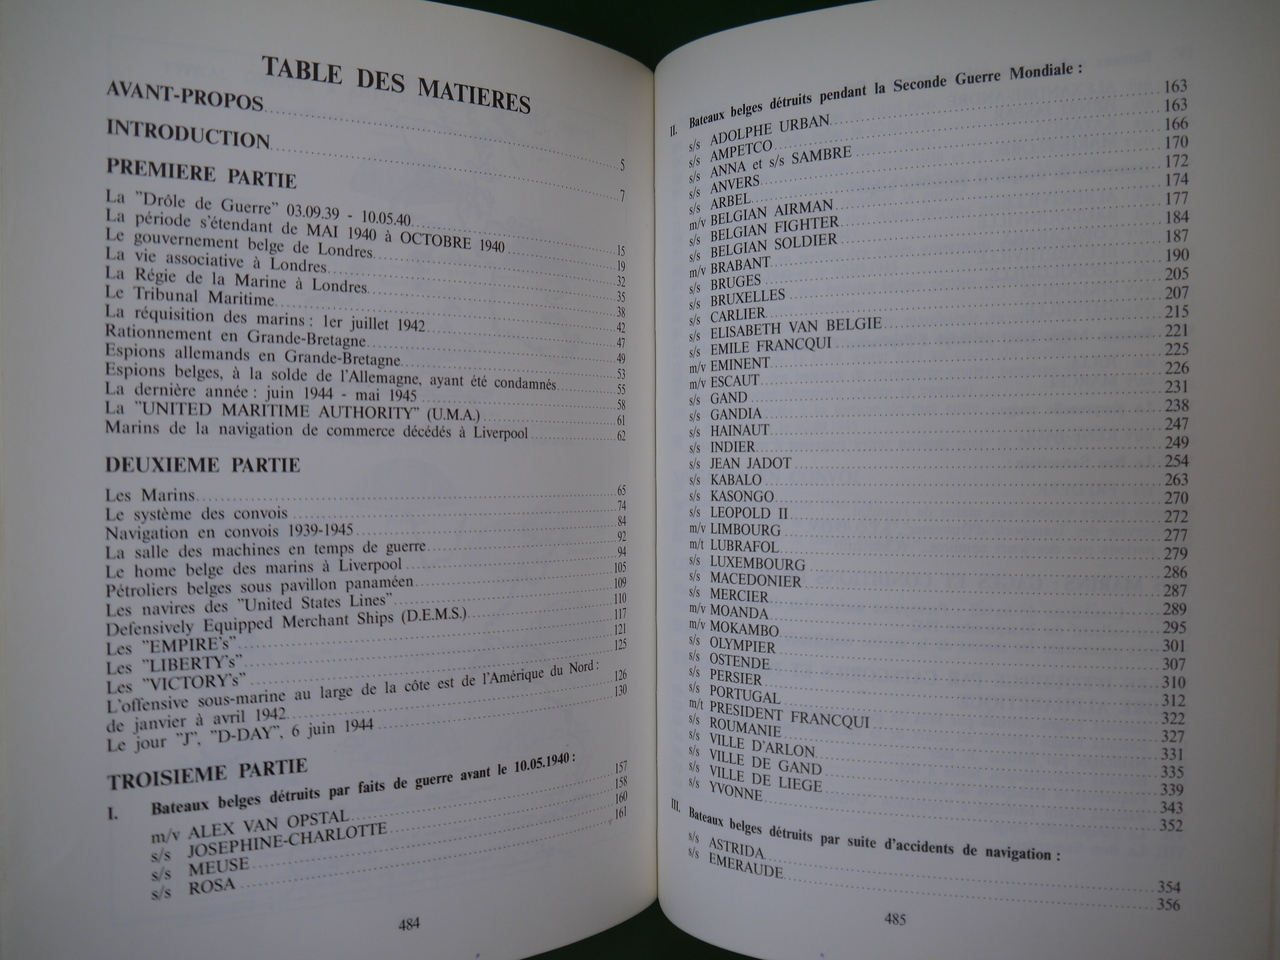 TABLE DES MATIERES
AVANT-PROPOS 5
INTRODUCTION 7
PREMIERE PARTIE
La "Drôle de Guerre" 03.09.39 - 10.05.40 15
La période s'étendant de MAI 1940 à OCTOBRE 1940 19
Le gouvernement belge de Londres 32
La vie associative à Londres 35
La Régie de la Marine à Londres 38
Le Tribunal Maritime 42
La réquisition des marins : 1er juillet 1942 47
Rationnement en Grande-Bretagne 49
Espions allemands en Grande-Bretagne 53
Espions belges, à la solde de l'Allemagne, ayant été condamnés 55
La dernière année : juin 1944 - mai 1945 58
La "UNITED MARITIME AUTHORITY" (U.M.A.) 61
Marins de la navigation de commerce décédés à Liverpool 62
DEUXIEME PARTIE
Les Marins 65
Le système des convois 74
Navigation en convois 1939-1945 84
La salle des machines en temps de guerre 92
Le home belge des marins à Liverpool 94
Pétroliers belges sous pavillon panaméen 105
Les navires des "United States Lines" 109
Defensively Equipped Merchant Ships (D.E.M.S.) 110
Les "EMPIRE's" 117
Les "LIBERTY's" 121
Les "VICTORY's" 125
L'offensive sous-marine au large de la côte est de l'Amérique du Nord :
de janvier à avril 1942 126
Le jour "J", "D-DAY", 6 juin 1944 130
TROISIEME PARTIE
I. Bateaux belges détruits par faits de guerre avant le 10.05.1940 :
m/v ALEX VAN OPSTAL 157
s/s JOSEPHINE-CHARLOTTE 158
s/s MEUSE 160
s/s ROSA 161
484
II. Bateaux belges détruits pendant la Seconde Guerre Mondiale :
s/s ADOLPHE URBAN 163
s/s AMPETCO 163
s/s ANNA et s/s SAMBRE 166
s/s ANVERS 170
s/s ARBEL 172
m/v BELGIAN AIRMAN 174
s/s BELGIAN FIGHTER 177
s/s BELGIAN SOLDIER 184
m/v BRABANT 187
s/s BRUGES 190
s/s BRUXELLES 205
s/s CARLIER 207
s/s ELISABETH VAN BELGIE 215
s/s EMILE FRANCQUI 221
m/v EMINENT 225
m/v ESCAUT 226
s/s GAND 231
s/s GANDIA 238
s/s HAINAUT 247
s/s INDIER 249
s/s JEAN JADOT 254
s/s KABALO 263
s/s KASONGO 270
s/s LEOPOLD II 272
m/v LIMBOURG 277
m/t LUBRAFOL 279
s/s LUXEMBOURG 286
s/s MACEDONIER 287
s/s MERCIER 289
m/v MOANDA 295
m/v MOKAMBO 301
s/s OLYMPIER 307
s/s OSTENDE 310
s/s PERSIER 312
s/s PORTUGAL 322
m/t PRESIDENT FRANCQUI 327
s/s ROUMANIE 331
s/s VILLE D'ARLON 335
s/s VILLE DE GAND 339
s/s VILLE DE LIEGE 343
s/s YVONNE 352
III. Bateaux belges détruits par suite d'accidents de navigation :
s/s ASTRIDA 354
s/s EMERAUDE 356
485